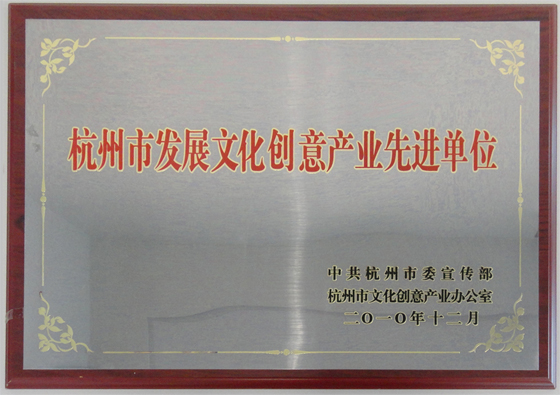 杭州市发展文化创意产业先进单位
中共杭州市委宣传部
杭州市文化创意产业办公室
二〇一〇年十二月